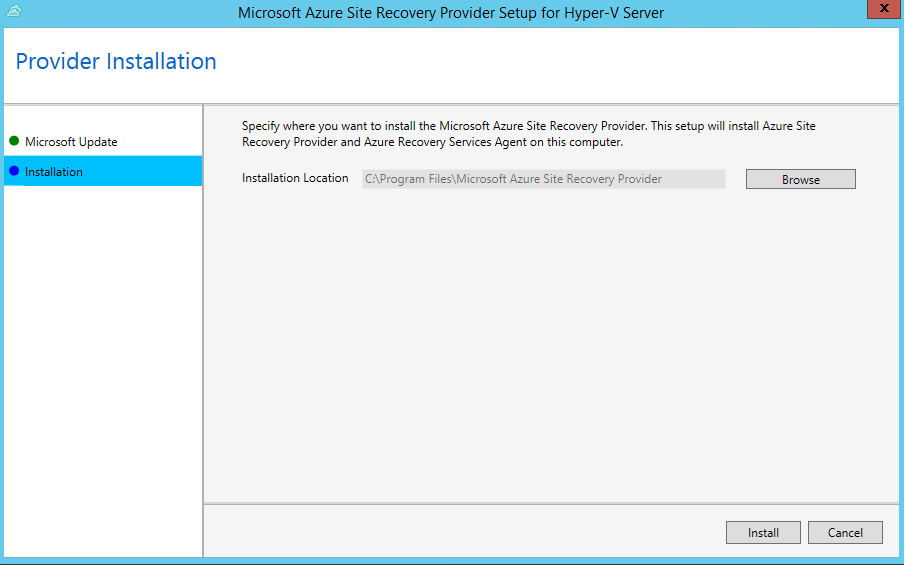 Microsoft Azure Site Recovery Provider Setup for Hyper-V Server
x
Provider Installation
Microsoft Update
Installation
Specify where you want to install the Microsoft Azure Site Recovery Provider. This setup will install Azure Site
Recovery Provider and Azure Recovery Services Agent on this computer.
Installation Location C:\Program Files\Microsoft Azure Site Recovery Provider Browse
Install Cancel